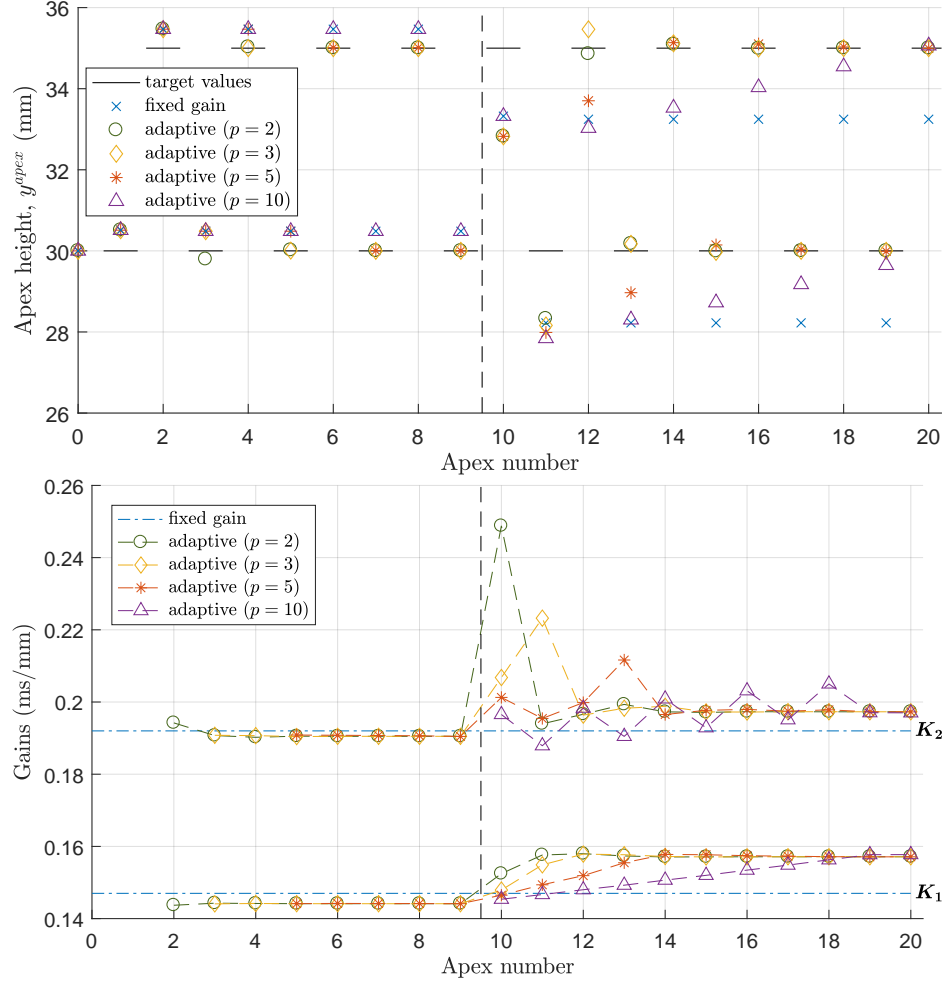 36
34
32
30
28
26
Apex height, y^{apex} (mm)
target values
fixed gain
adaptive (p = 2)
adaptive (p = 3)
adaptive (p = 5)
adaptive (p = 10)
0 2 4 6 8 10 12 14 16 18 20
Apex number
0.26
0.24
0.22
0.2
0.18
0.16
0.14
Gains (ms/mm)
fixed gain
adaptive (p = 2)
adaptive (p = 3)
adaptive (p = 5)
adaptive (p = 10)
K₂
K₁
0 2 4 6 8 10 12 14 16 18 20
Apex number